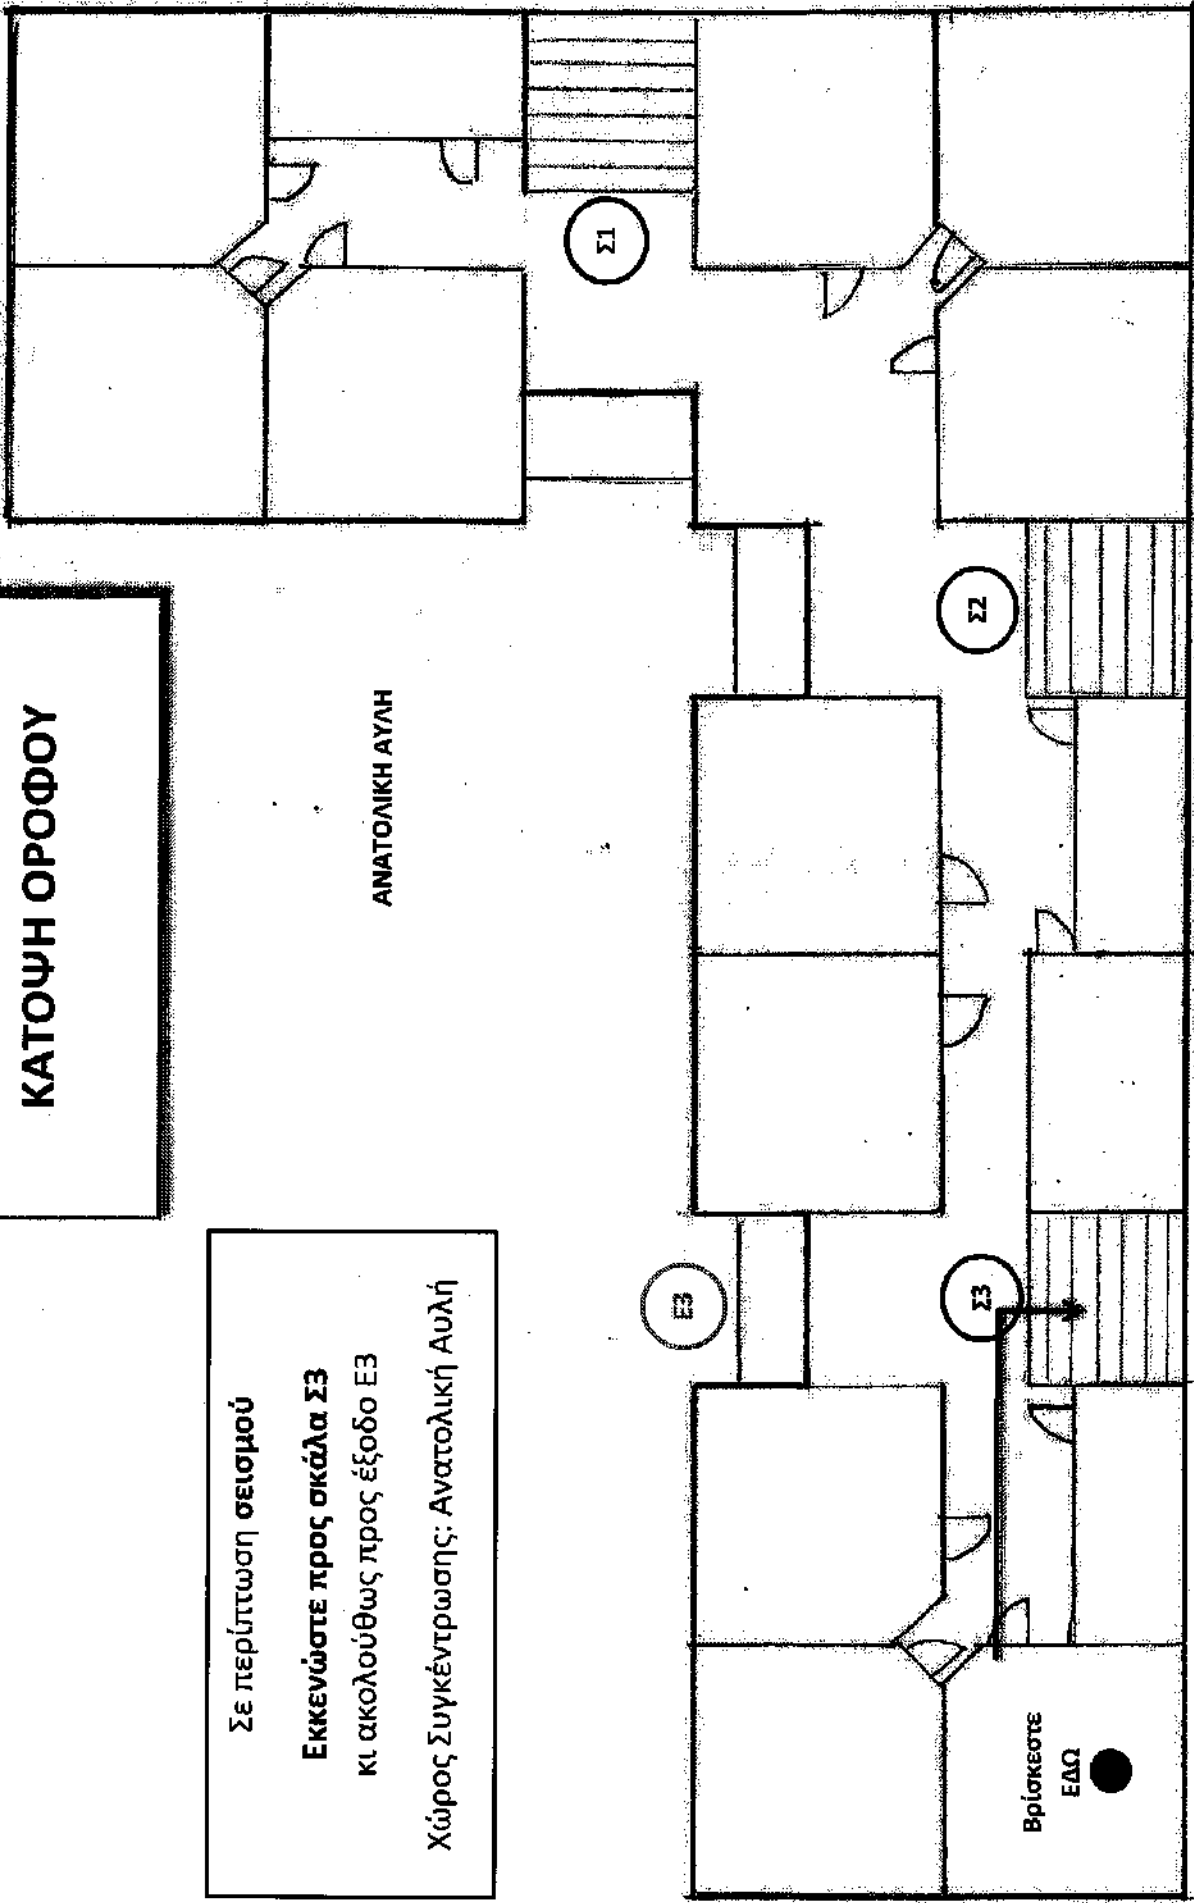 ΚΑΤΟΨΗ ΟΡΟΦΟΥ
Σε περίπτωση σεισμού
Εκκενώστε προς σκάλα Σ3
κι ακολούθως προς έξοδο Ε3
Χώρος Συγκέντρωσης: Ανατολική Αυλή
ΑΝΑΤΟΛΙΚΗ ΑΥΛΗ
Σ1
Ε3
Σ3
Σ2
Βρίσκεστε
ΕΔΩ